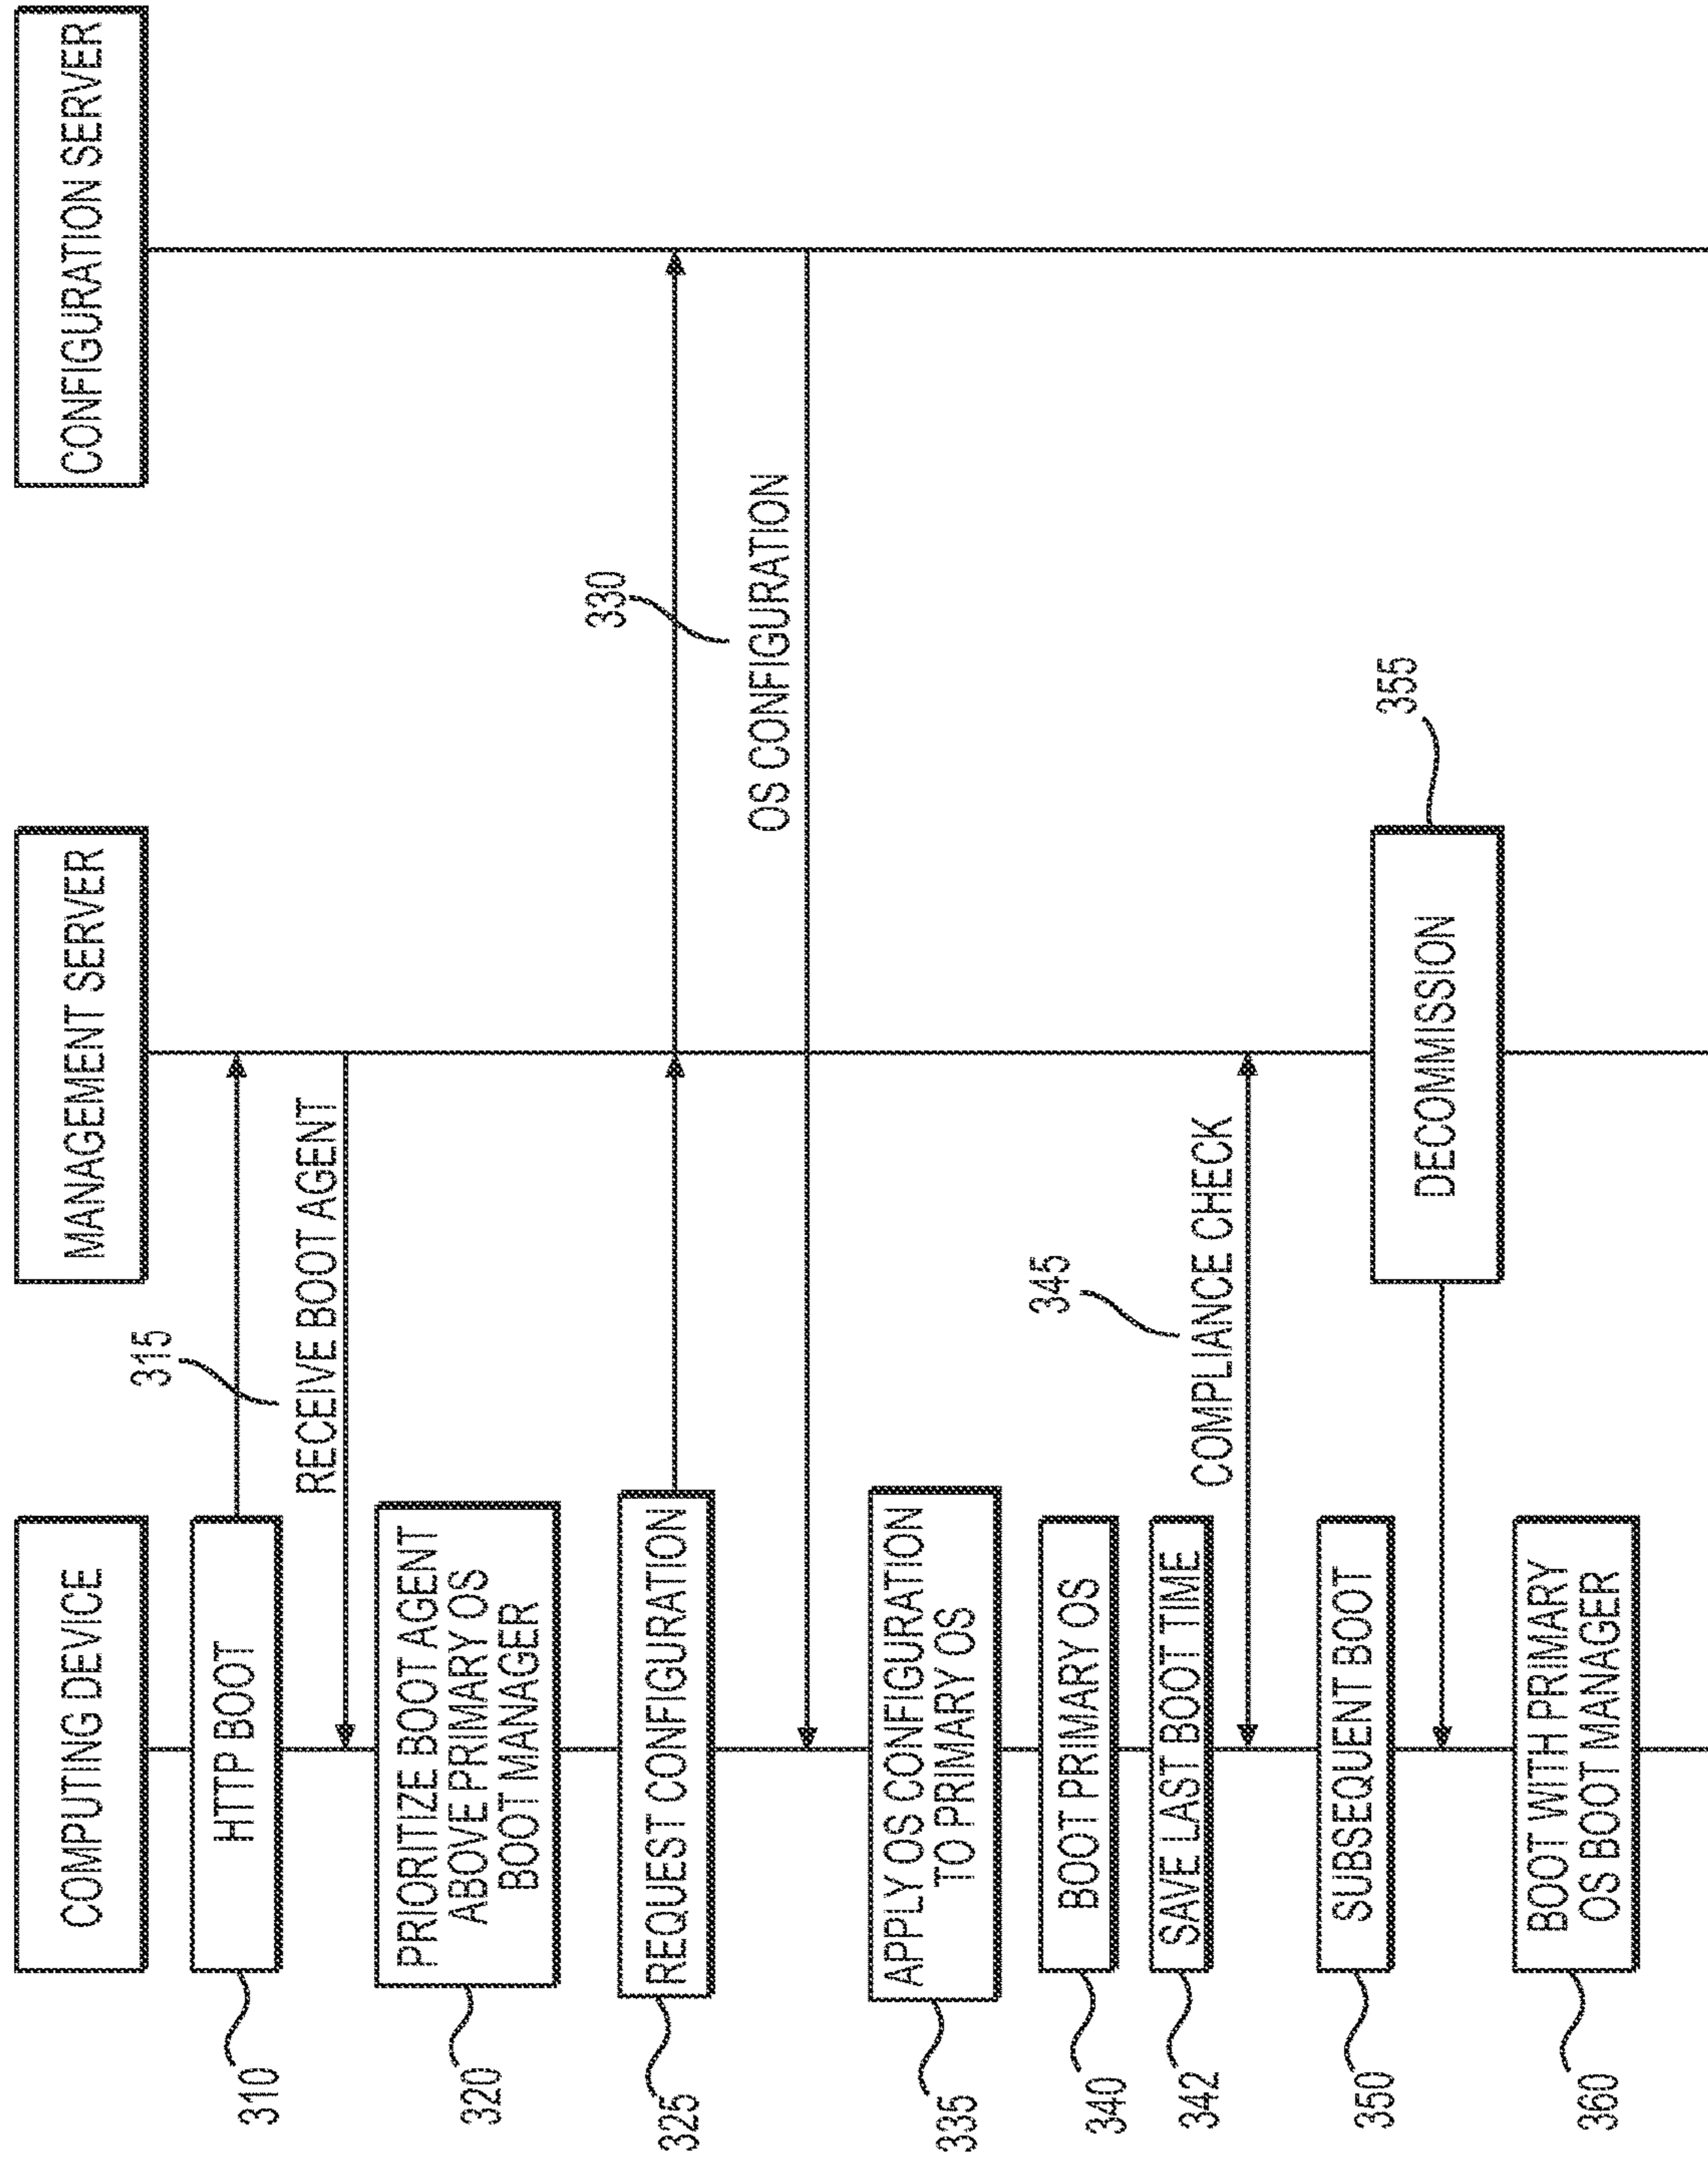 COMPUTING DEVICE
MANAGEMENT SERVER
CONFIGURATION SERVER
310
HTTP BOOT
315
RECEIVE BOOT AGENT
320
PRIORITIZE BOOT AGENT
ABOVE PRIMARY OS
BOOT MANAGER
325
REQUEST CONFIGURATION
330
OS CONFIGURATION
335
APPLY OS CONFIGURATION
TO PRIMARY OS
340
BOOT PRIMARY OS
342
SAVE LAST BOOT TIME
345
COMPLIANCE CHECK
350
SUBSEQUENT BOOT
355
DECOMMISSION
360
BOOT WITH PRIMARY
OS BOOT MANAGER